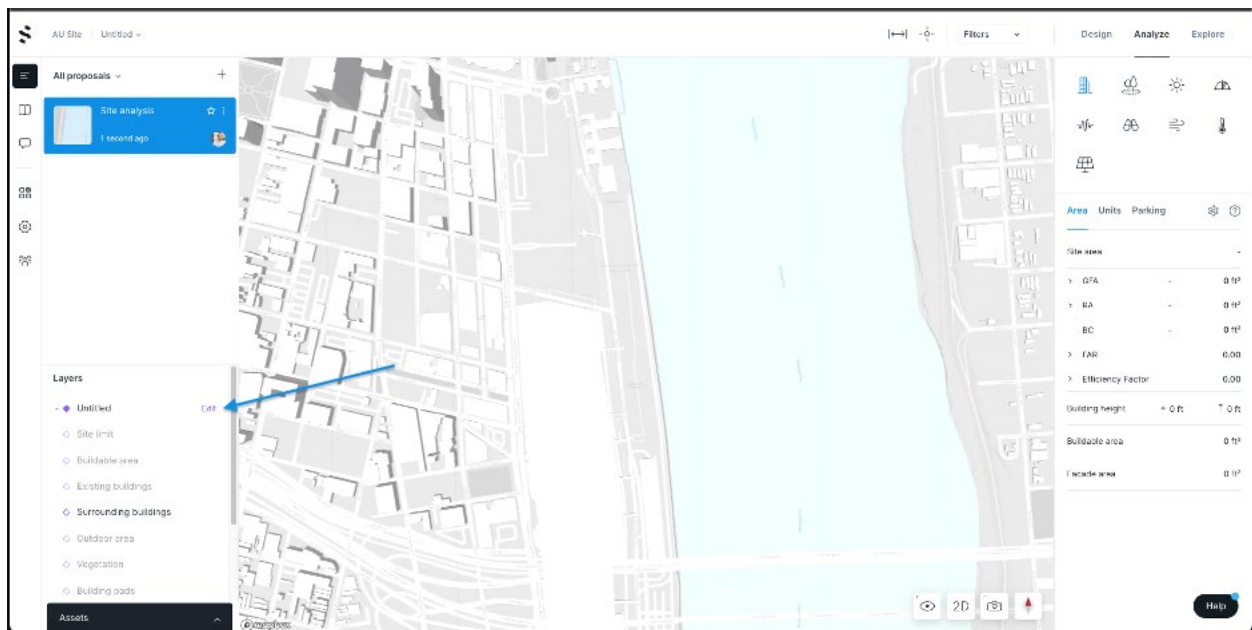 AU Site | Untitled
Filters
Design Analyze Explore
All proposals
Site analysis
1 second ago
Area Units Parking
Site area -
GFA - 0 ft²
RA - 0 ft²
BC - 0 ft²
FAR 0.00
Efficiency Factor 0.00
Building height 0 ft 0 ft
Buildable area 0 ft²
Facade area 0 ft²
Layers
Untitled Edit
Site limit
Buildable area
Existing buildings
Surrounding buildings
Outdoor area
Vegetation
Building pads
Assets
mapbox
2D
Help